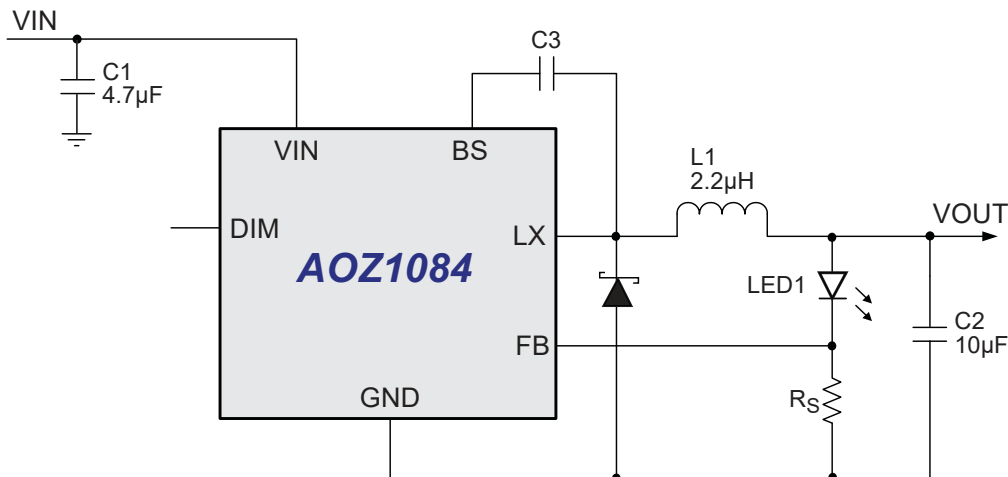 VIN
C1
4.7µF
C3
VIN
BS
L1
2.2µH
VOUT
DIM
LX
AOZ1084
LED1
FB
C2
10µF
GND
RS